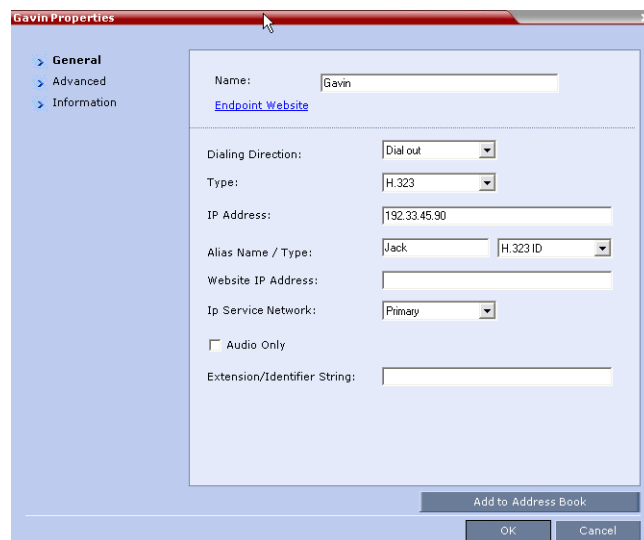 Gavin Properties
General
Advanced
Information
Name: Gavin
Endpoint Website
Dialing Direction: Dial out
Type: H.323
IP Address: 192.33.45.90
Alias Name / Type: Jack H.323 ID
Website IP Address:
Ip Service Network: Primary
Audio Only
Extension/Identifier String:
Add to Address Book
OK Cancel